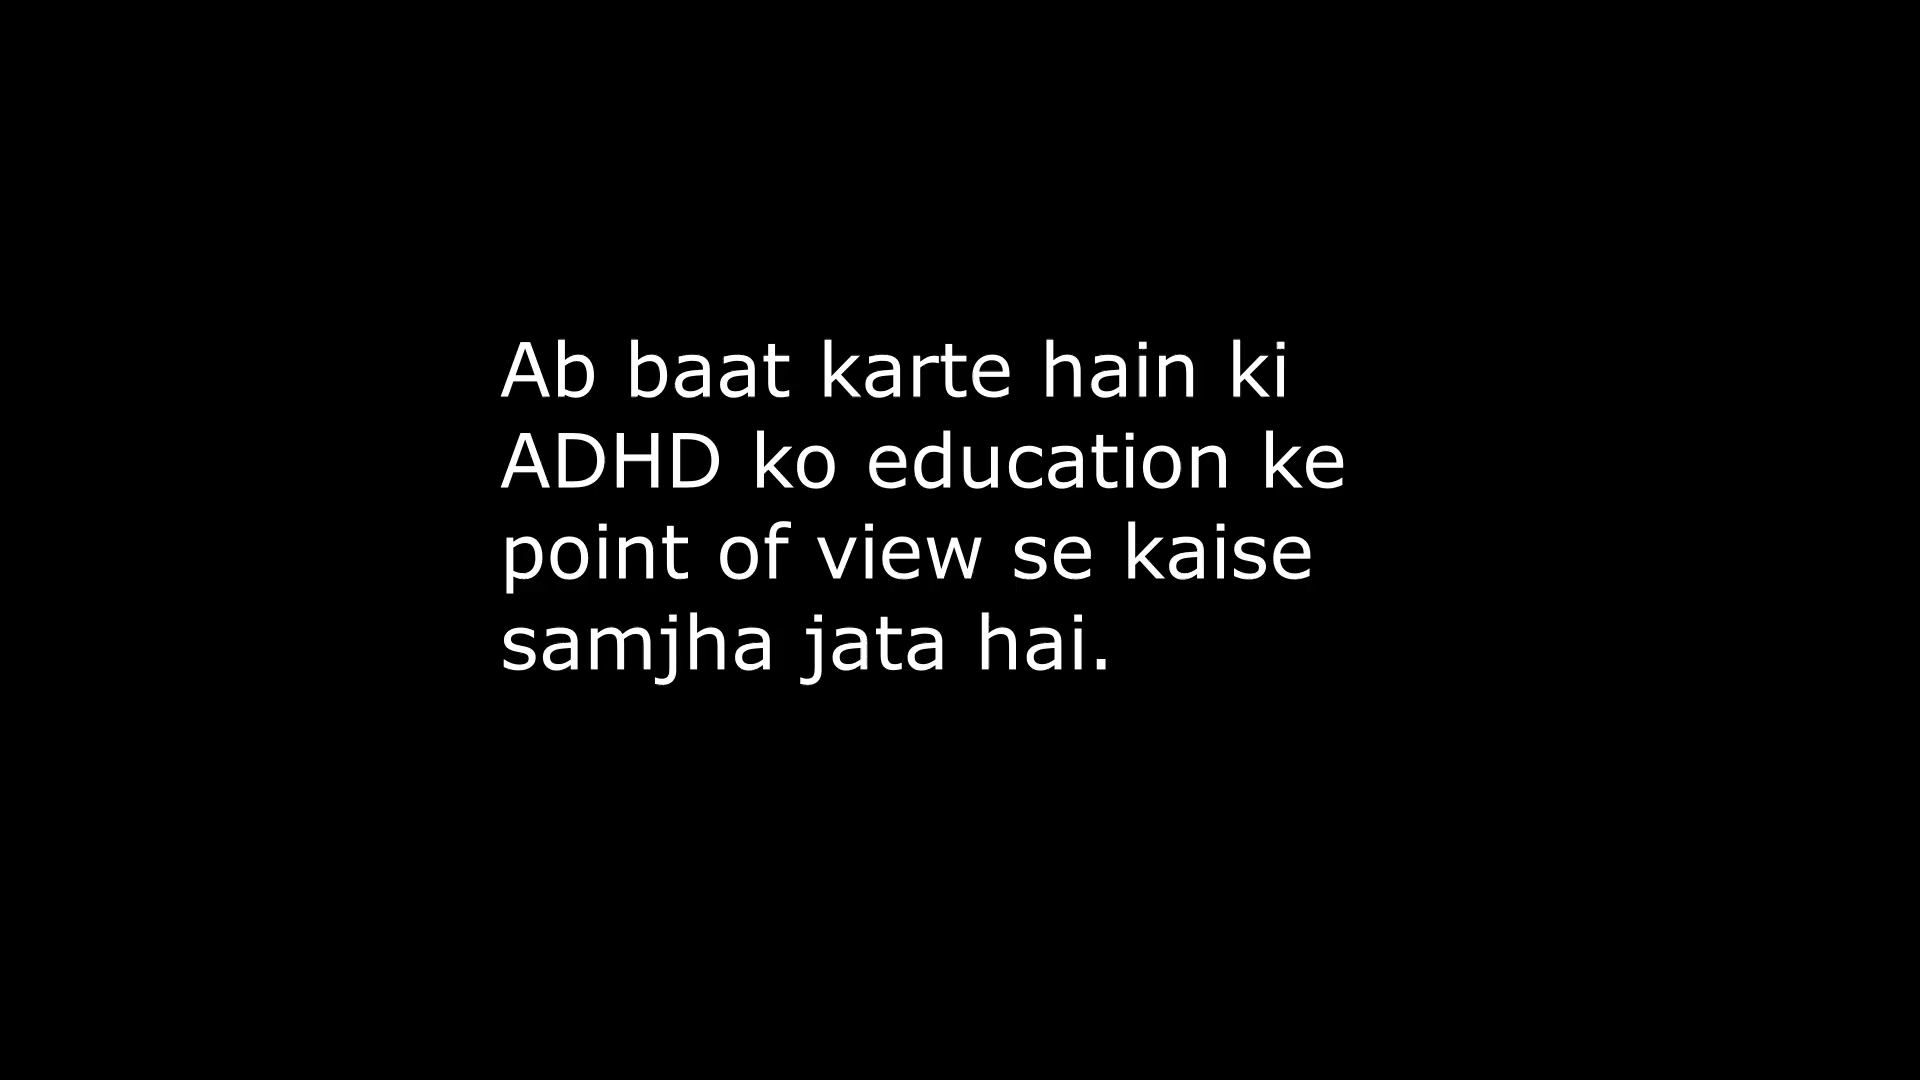 Ab baat karte hain ki
ADHD ko education ke
point of view se kaise
samjha jata hai.